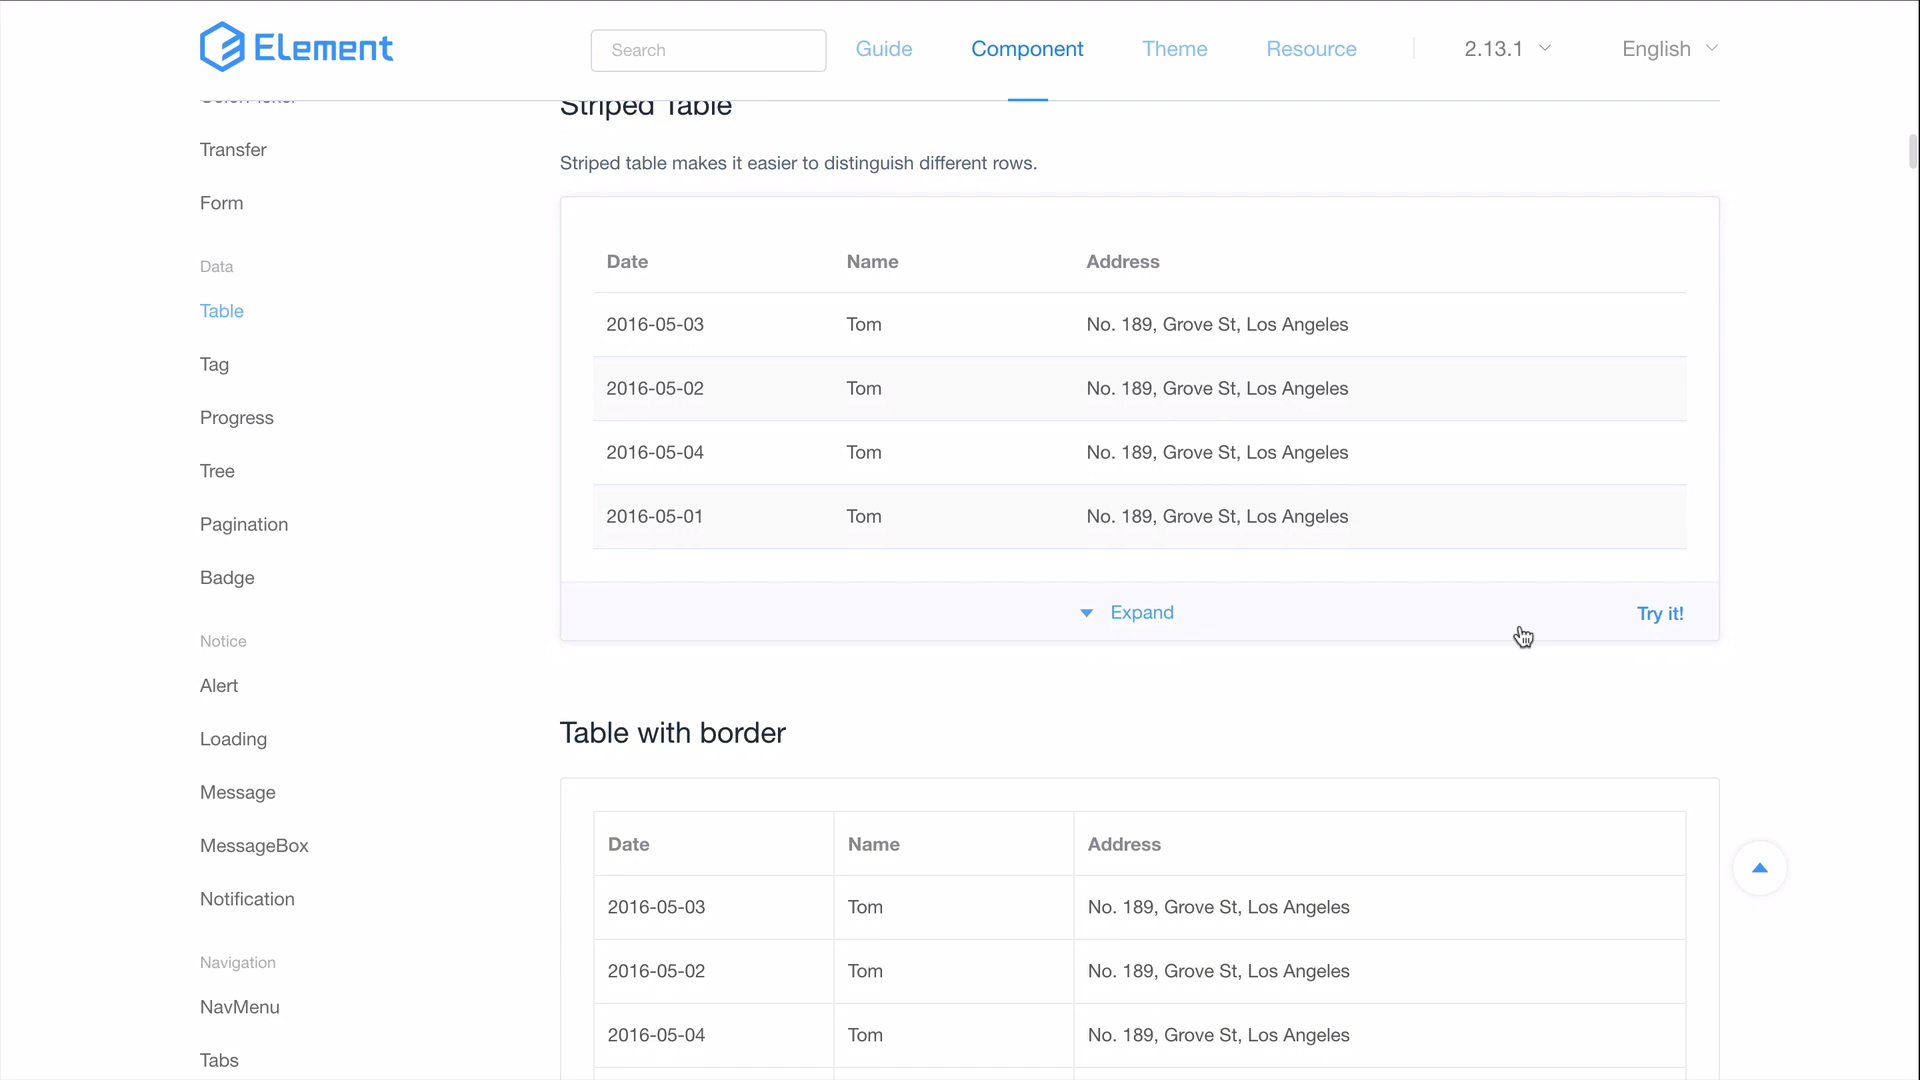 Element
Search
Guide
Component
Theme
Resource
2.13.1
English
Transfer
Form
Data
Table
Tag
Progress
Tree
Pagination
Badge
Notice
Alert
Loading
Message
MessageBox
Notification
Navigation
NavMenu
Tabs
Striped Table
Striped table makes it easier to distinguish different rows.
Date Name Address
2016-05-03 Tom No. 189, Grove St, Los Angeles
2016-05-02 Tom No. 189, Grove St, Los Angeles
2016-05-04 Tom No. 189, Grove St, Los Angeles
2016-05-01 Tom No. 189, Grove St, Los Angeles
Expand Try it!
Table with border
Date Name Address
2016-05-03 Tom No. 189, Grove St, Los Angeles
2016-05-02 Tom No. 189, Grove St, Los Angeles
2016-05-04 Tom No. 189, Grove St, Los Angeles